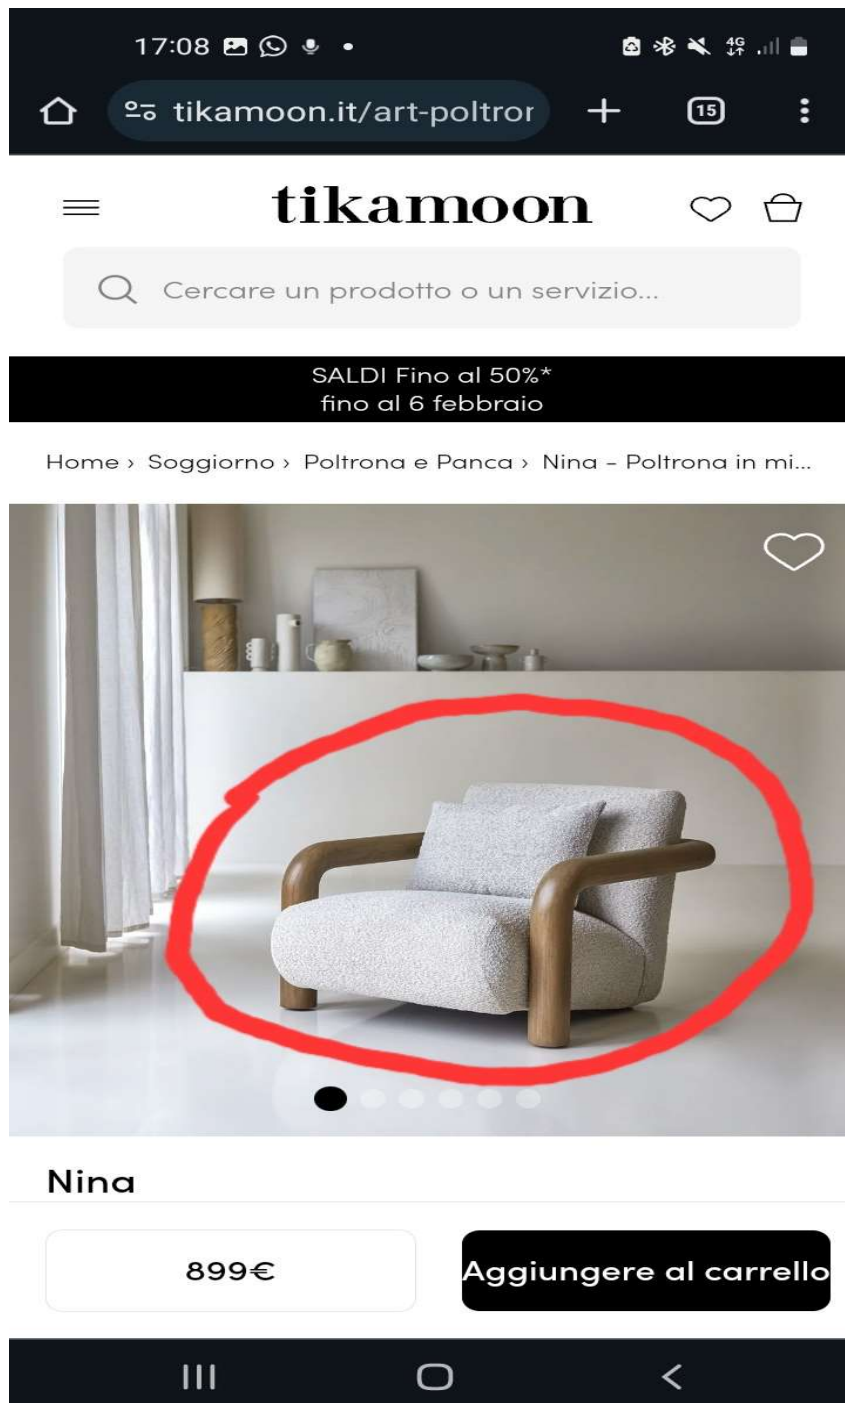 17:08
4G
tikamoon.it/art-poltror
15
tikamoon
Cercare un prodotto o un servizio...
SALDI Fino al 50%*
fino al 6 febbraio
Home › Soggiorno › Poltrona e Panca › Nina - Poltrona in mi...
Nina
899€
Aggiungere al carrello